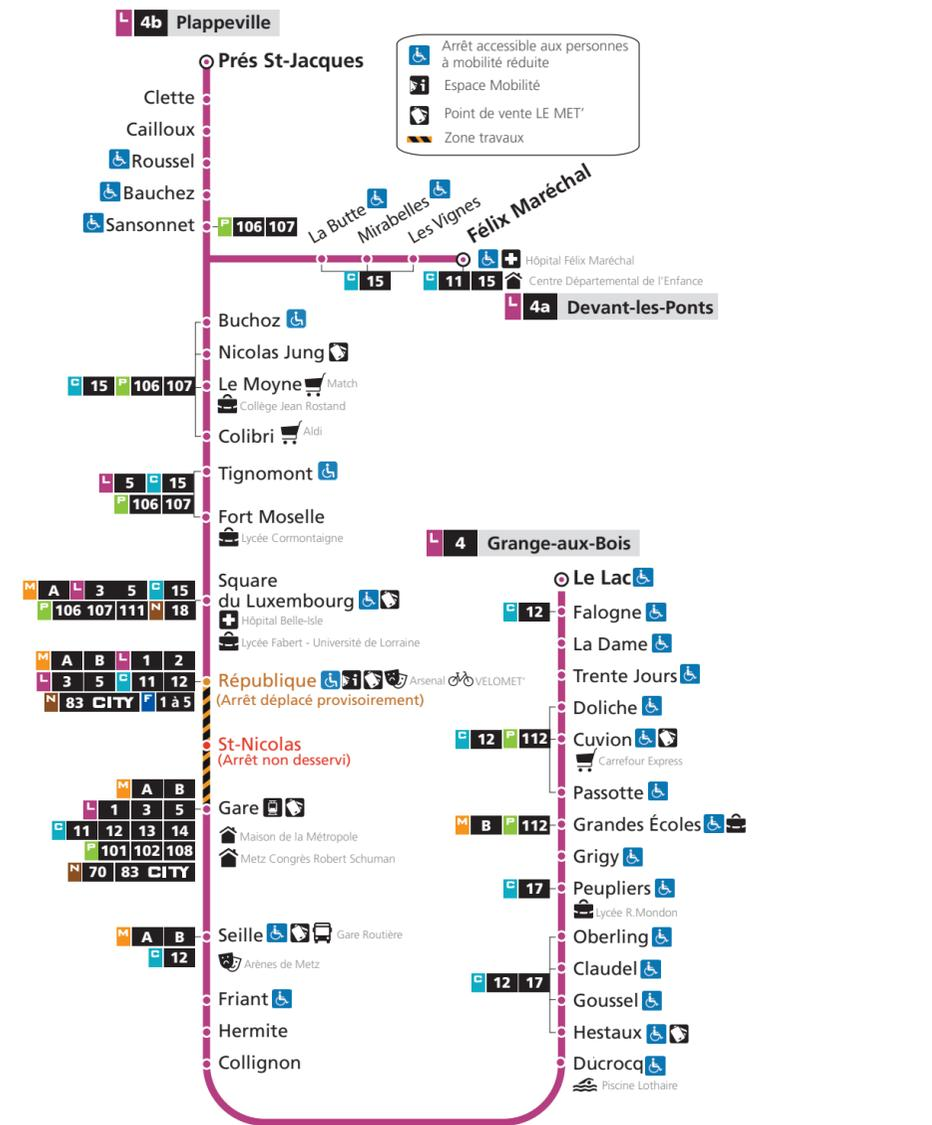 L 4b Plappeville
Prés St-Jacques
Clette
Cailloux
Roussel
Bauchez
Sansonnet
P 106 107
Arrêt accessible aux personnes
à mobilité réduite
Espace Mobilité
Point de vente LE MET’
Zone travaux
La Butte
Mirabelles
Les Vignes
Félix Maréchal
Hôpital Félix Maréchal
C 15
C 11 15
Centre Départemental de l'Enfance
L 4a Devant-les-Ponts
Buchoz
Nicolas Jung
C 15 P 106 107
Le Moyne
Match
Collège Jean Rostand
Colibri
Aldi
Tignomont
L 5 C 15
P 106 107
Fort Moselle
Lycée Cormontaigne
Square
du Luxembourg
M A L 3 5 C 15
P 106 107 111 N 18
Hôpital Belle-Isle
Lycée Fabert - Université de Lorraine
M A B L 1 2
L 3 5 C 11 12
N 83 CITY F 1 à 5
République
Arsenal
VELOMET’
(Arrêt déplacé provisoirement)
St-Nicolas
(Arrêt non desservi)
M A B
L 1 3 5
C 11 12 13 14
P 101 102 108
N 70 83 CITY
Gare
Maison de la Métropole
Metz Congrès Robert Schuman
M A B
C 12
Seille
Gare Routière
Arènes de Metz
Friant
Hermite
Collignon
L 4 Grange-aux-Bois
Le Lac
C 12
Falogne
La Dame
Trente Jours
Doliche
C 12 P 112
Cuvion
Carrefour Express
Passotte
M B P 112
Grandes Écoles
Grigy
C 17
Peupliers
Lycée R.Mondon
Oberling
Claudel
C 12 17
Goussel
Hestaux
Ducrocq
Piscine Lothaire